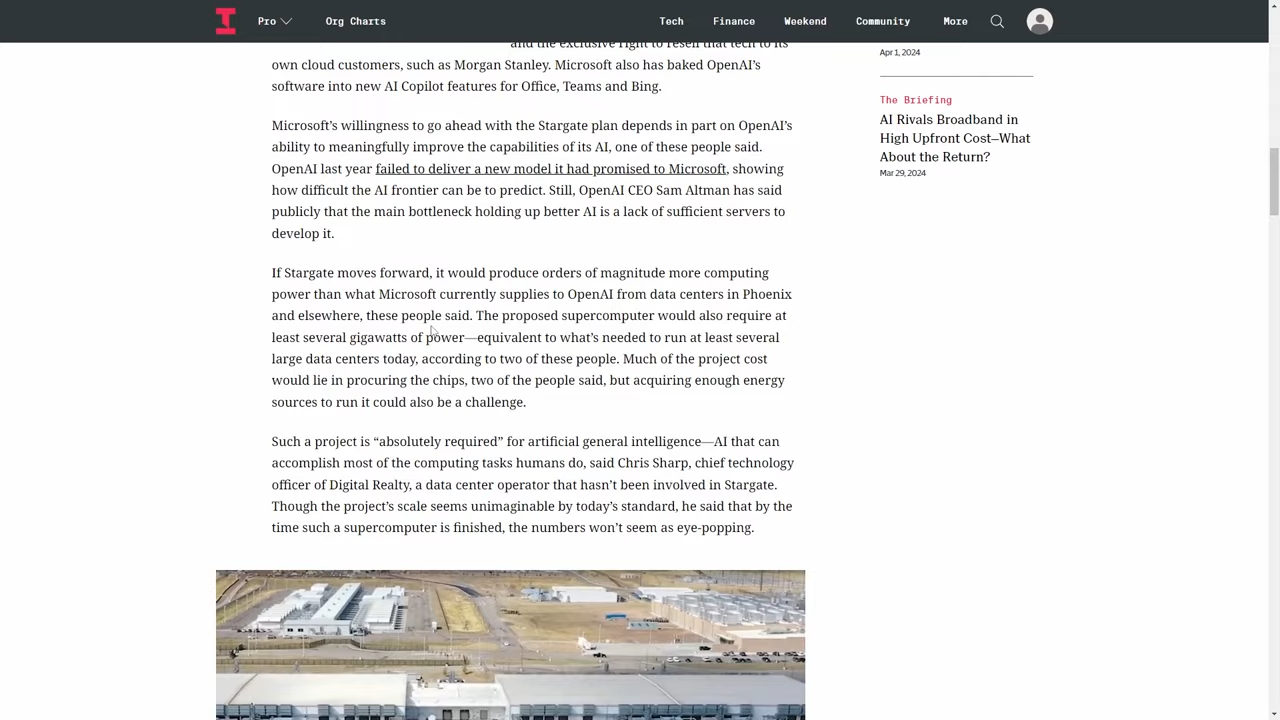 Pro
Org Charts
Tech
Finance
Weekend
Community
More
and the exclusive right to resell that tech to its
own cloud customers, such as Morgan Stanley. Microsoft also has baked OpenAI’s
software into new AI Copilot features for Office, Teams and Bing.
Microsoft’s willingness to go ahead with the Stargate plan depends in part on OpenAI’s
ability to meaningfully improve the capabilities of its AI, one of these people said.
OpenAI last year failed to deliver a new model it had promised to Microsoft, showing
how difficult the AI frontier can be to predict. Still, OpenAI CEO Sam Altman has said
publicly that the main bottleneck holding up better AI is a lack of sufficient servers to
develop it.
If Stargate moves forward, it would produce orders of magnitude more computing
power than what Microsoft currently supplies to OpenAI from data centers in Phoenix
and elsewhere, these people said. The proposed supercomputer would also require at
least several gigawatts of power—equivalent to what’s needed to run at least several
large data centers today, according to two of these people. Much of the project cost
would lie in procuring the chips, two of the people said, but acquiring enough energy
sources to run it could also be a challenge.
Such a project is “absolutely required” for artificial general intelligence—AI that can
accomplish most of the computing tasks humans do, said Chris Sharp, chief technology
officer of Digital Realty, a data center operator that hasn’t been involved in Stargate.
Though the project’s scale seems unimaginable by today’s standard, he said that by the
time such a supercomputer is finished, the numbers won’t seem as eye-popping.
Apr 1, 2024
The Briefing
AI Rivals Broadband in
High Upfront Cost—What
About the Return?
Mar 29, 2024